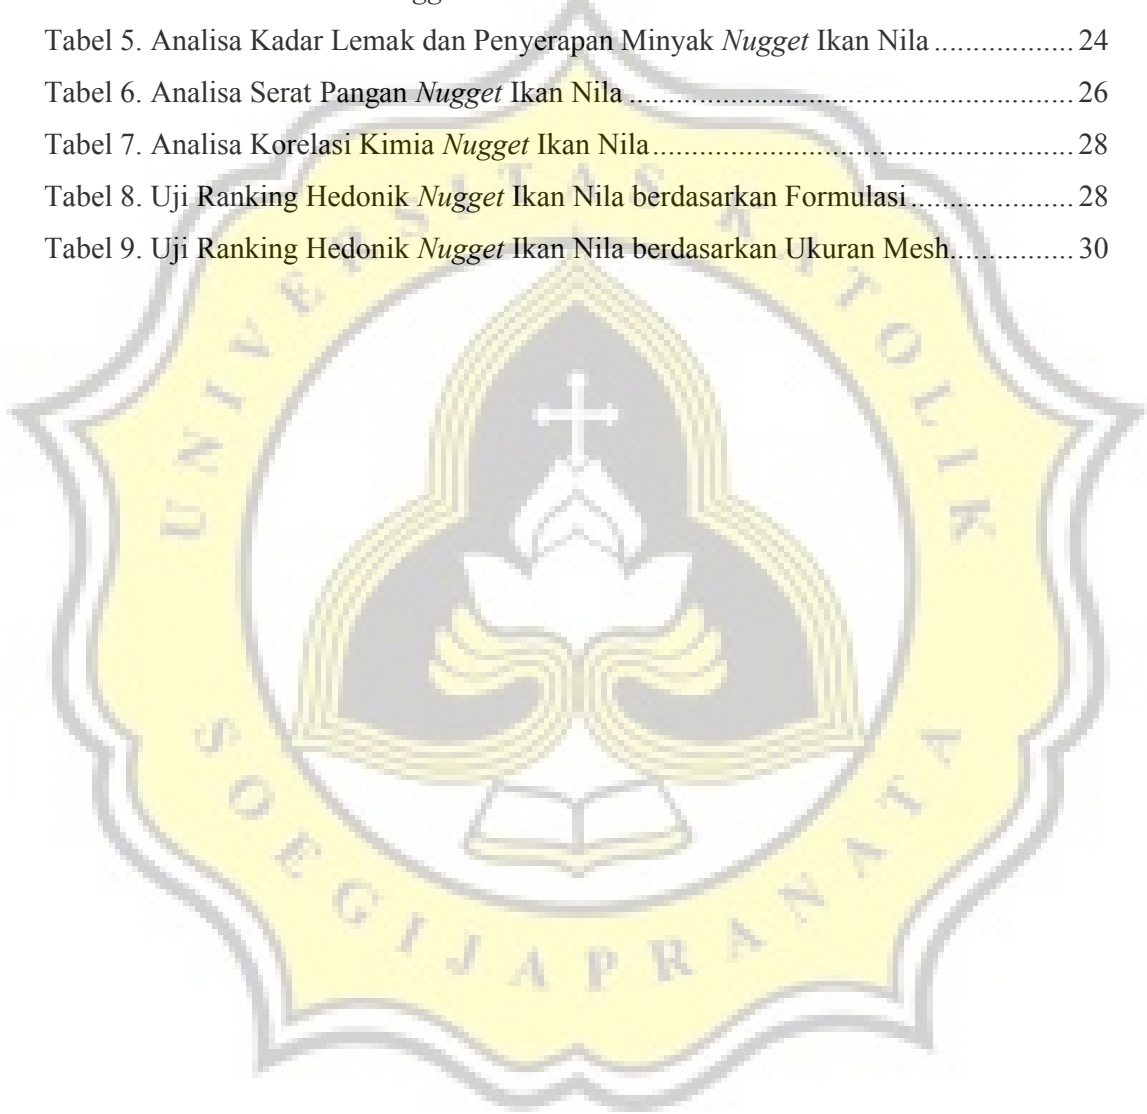 Tabel 5. Analisa Kadar Lemak dan Penyerapan Minyak Nugget Ikan Nila .................. 24
Tabel 6. Analisa Serat Pangan Nugget Ikan Nila .......................................................... 26
Tabel 7. Analisa Korelasi Kimia Nugget Ikan Nila ....................................................... 28
Tabel 8. Uji Ranking Hedonik Nugget Ikan Nila berdasarkan Formulasi ..................... 28
Tabel 9. Uji Ranking Hedonik Nugget Ikan Nila berdasarkan Ukuran Mesh................ 30
UNIVERSITAS KATOLIK
SOEGIJAPRANATA